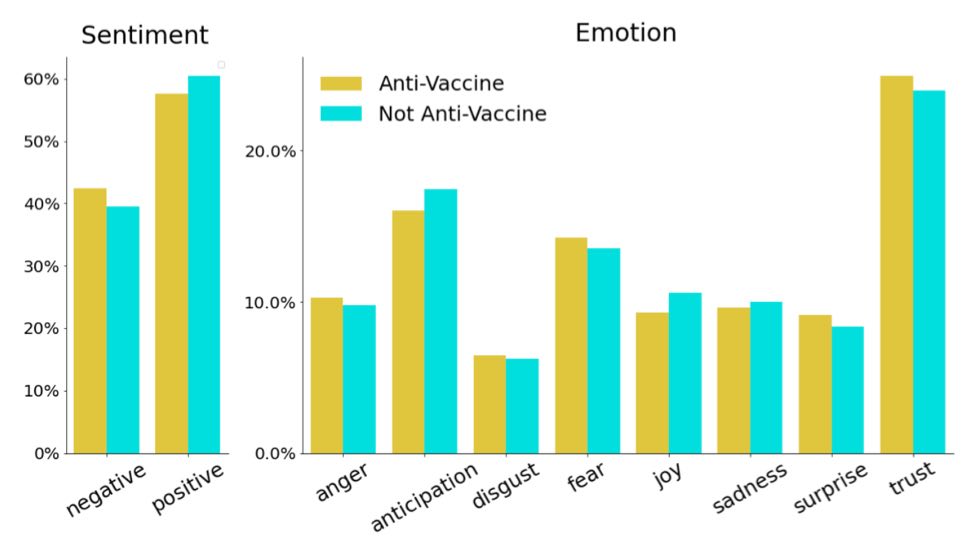 Sentiment
60%
50%
40%
30%
20%
10%
0%
negative
positive
Emotion
Anti-Vaccine
Not Anti-Vaccine
20.0%
10.0%
0.0%
anger
anticipation
disgust
fear
joy
sadness
surprise
trust